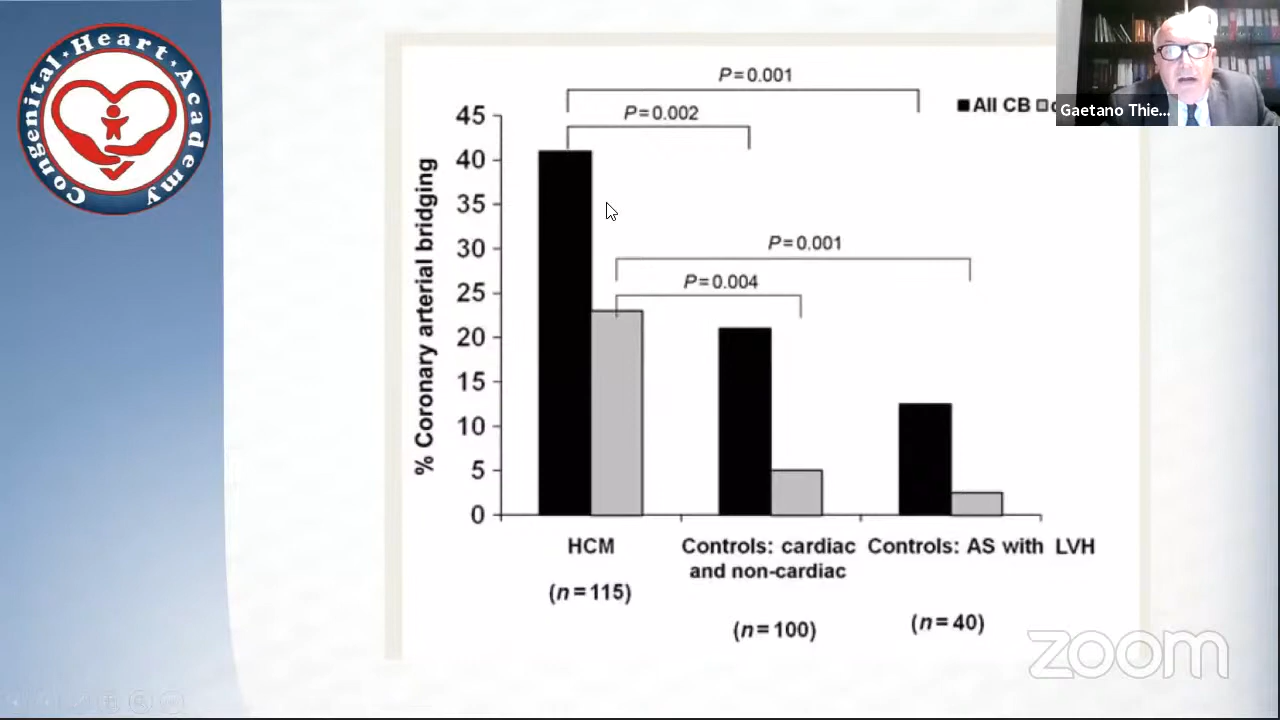 Congenital·Heart·Academy
P=0.001
All CB
Gaetano Thie...
P=0.002
45
40
35
30
25
20
15
10
5
0
% Coronary arterial bridging
P=0.001
P=0.004
HCM
(n=115)
Controls: cardiac
and non-cardiac
(n=100)
Controls: AS with LVH
(n=40)
zoom